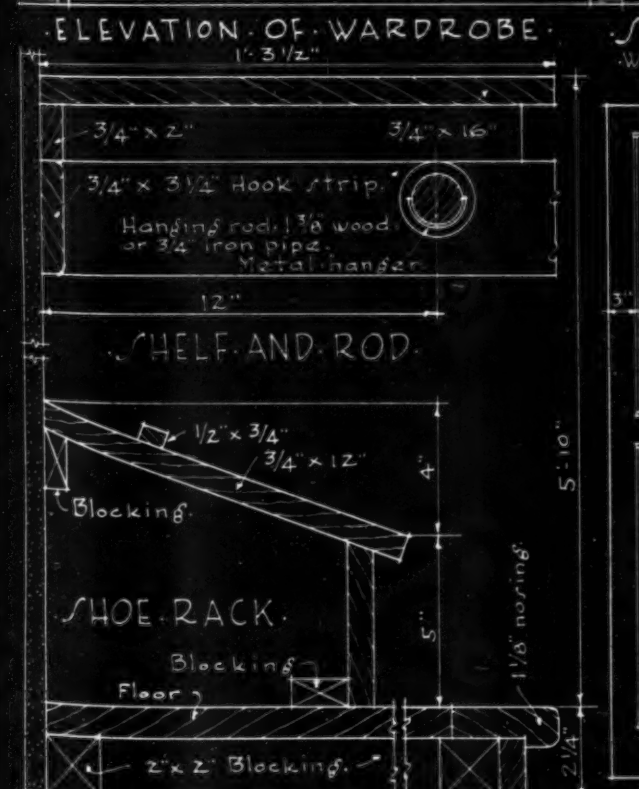 ·ELEVATION·OF·WARDROBE·
1'-3 1/2"
3/4" x 2"
3/4" x 16"
3/4" x 3 1/4" Hook strip.
Hanging rod. 1 3/8" wood
or 3/4" iron pipe.
Metal hanger
12"
3"
·SHELF·AND·ROD·
1/2" x 3/4"
3/4" x 12"
4"
5'-10"
Blocking.
·SHOE·RACK·
5"
1 1/8" nosing.
Blocking
Floor
2" x 2" Blocking.
2 1/4"